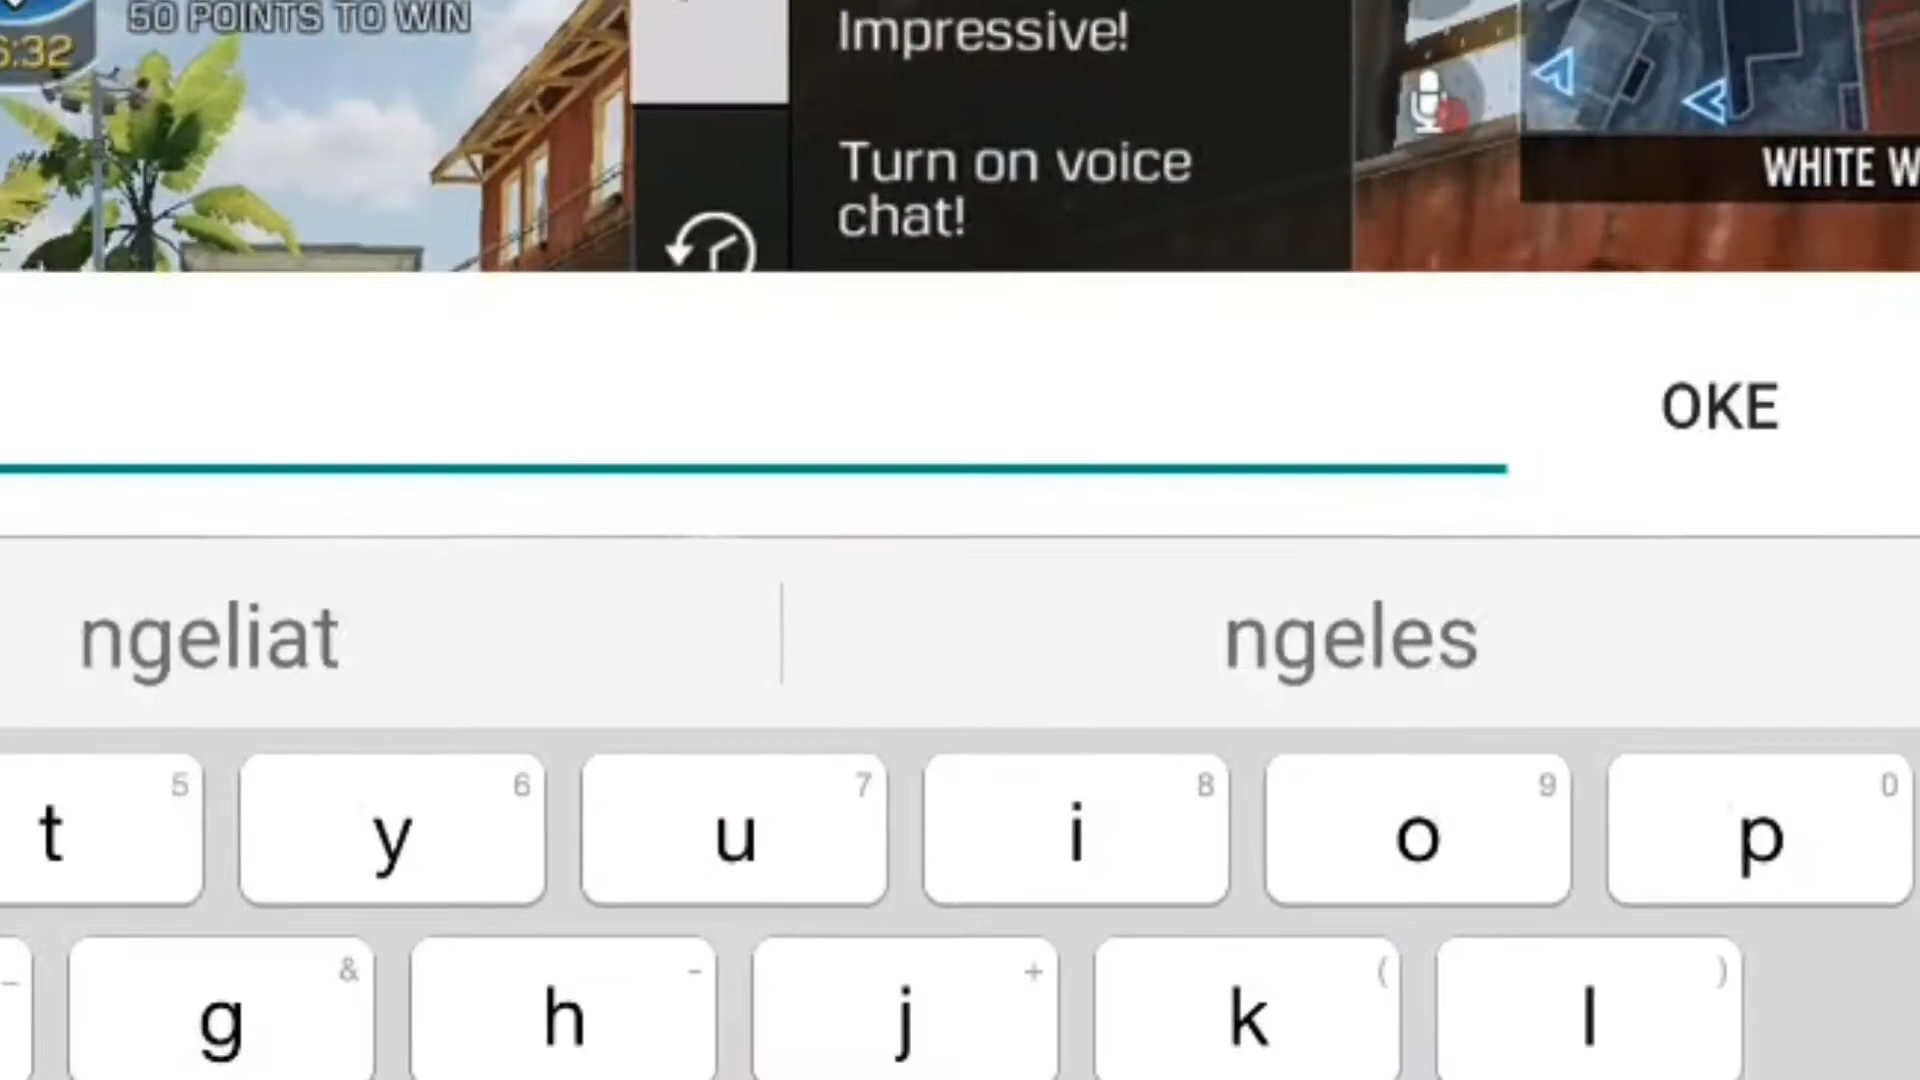 50 POINTS TO WIN
6:32
Impressive!
Turn on voice
chat!
WHITE W
OKE
ngeliat
ngeles
t 5 y 6 u 7 i 8 o 9 p 0
_ g & h - j + k ( l )